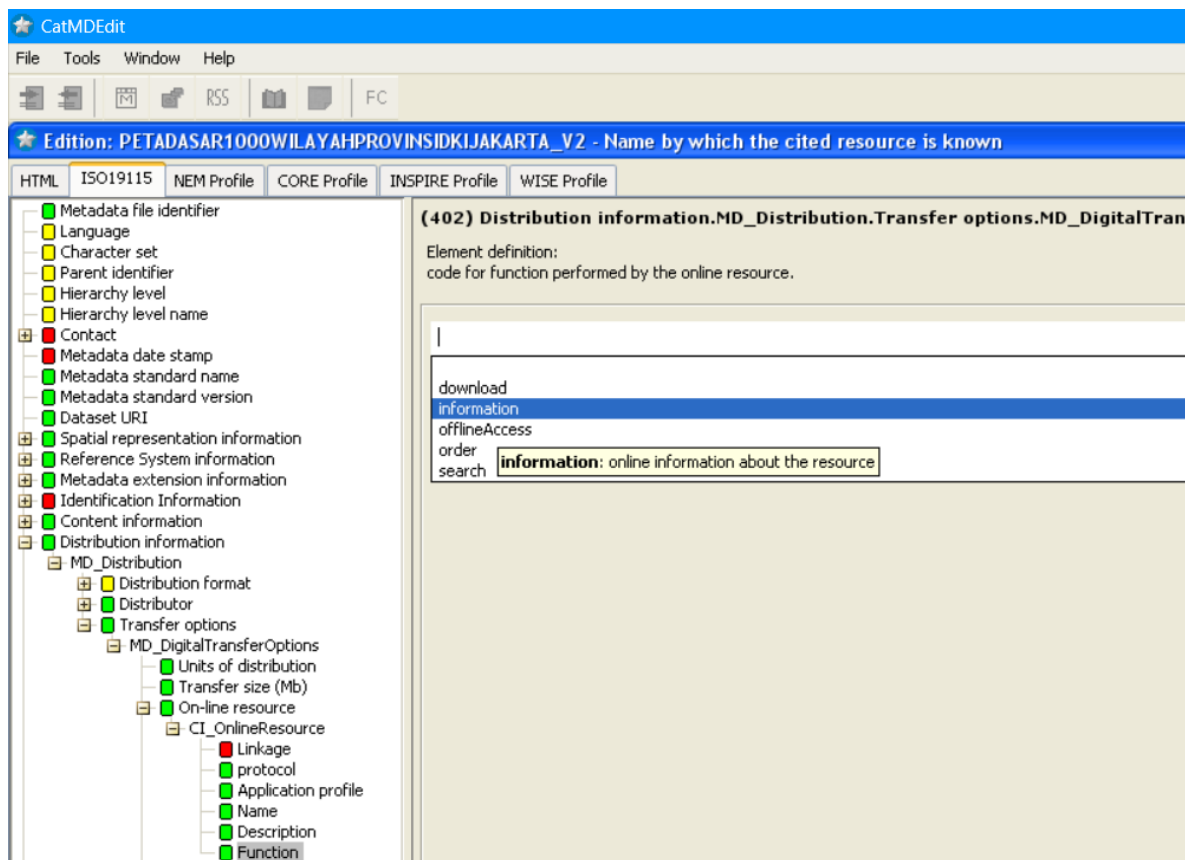 CatMDEdit
File Tools Window Help
RSS FC
Edition: PETADASAR1000WILAYAHPROVINSIDKIJAKARTA_V2 - Name by which the cited resource is known
HTML ISO19115 NEM Profile CORE Profile INSPIRE Profile WISE Profile
Metadata file identifier
Language
Character set
Parent identifier
Hierarchy level
Hierarchy level name
Contact
Metadata date stamp
Metadata standard name
Metadata standard version
Dataset URI
Spatial representation information
Reference System information
Metadata extension information
Identification Information
Content information
Distribution information
MD_Distribution
Distribution format
Distributor
Transfer options
MD_DigitalTransferOptions
Units of distribution
Transfer size (Mb)
On-line resource
CI_OnlineResource
Linkage
protocol
Application profile
Name
Description
Function
(402) Distribution information.MD_Distribution.Transfer options.MD_DigitalTran
Element definition:
code for function performed by the online resource.
download
information
offlineAccess
order
search
information: online information about the resource